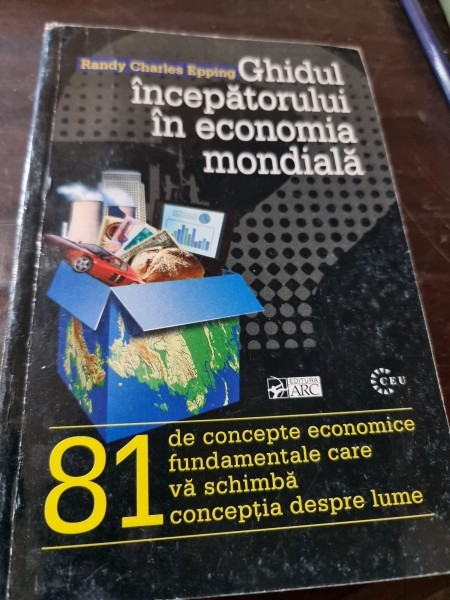 Randy Charles Epping
Ghidul
începătorului
în economia
mondială
EDITURA
ARC
CEU
81
de concepte economice
fundamentale care
vă schimbă
concepția despre lume